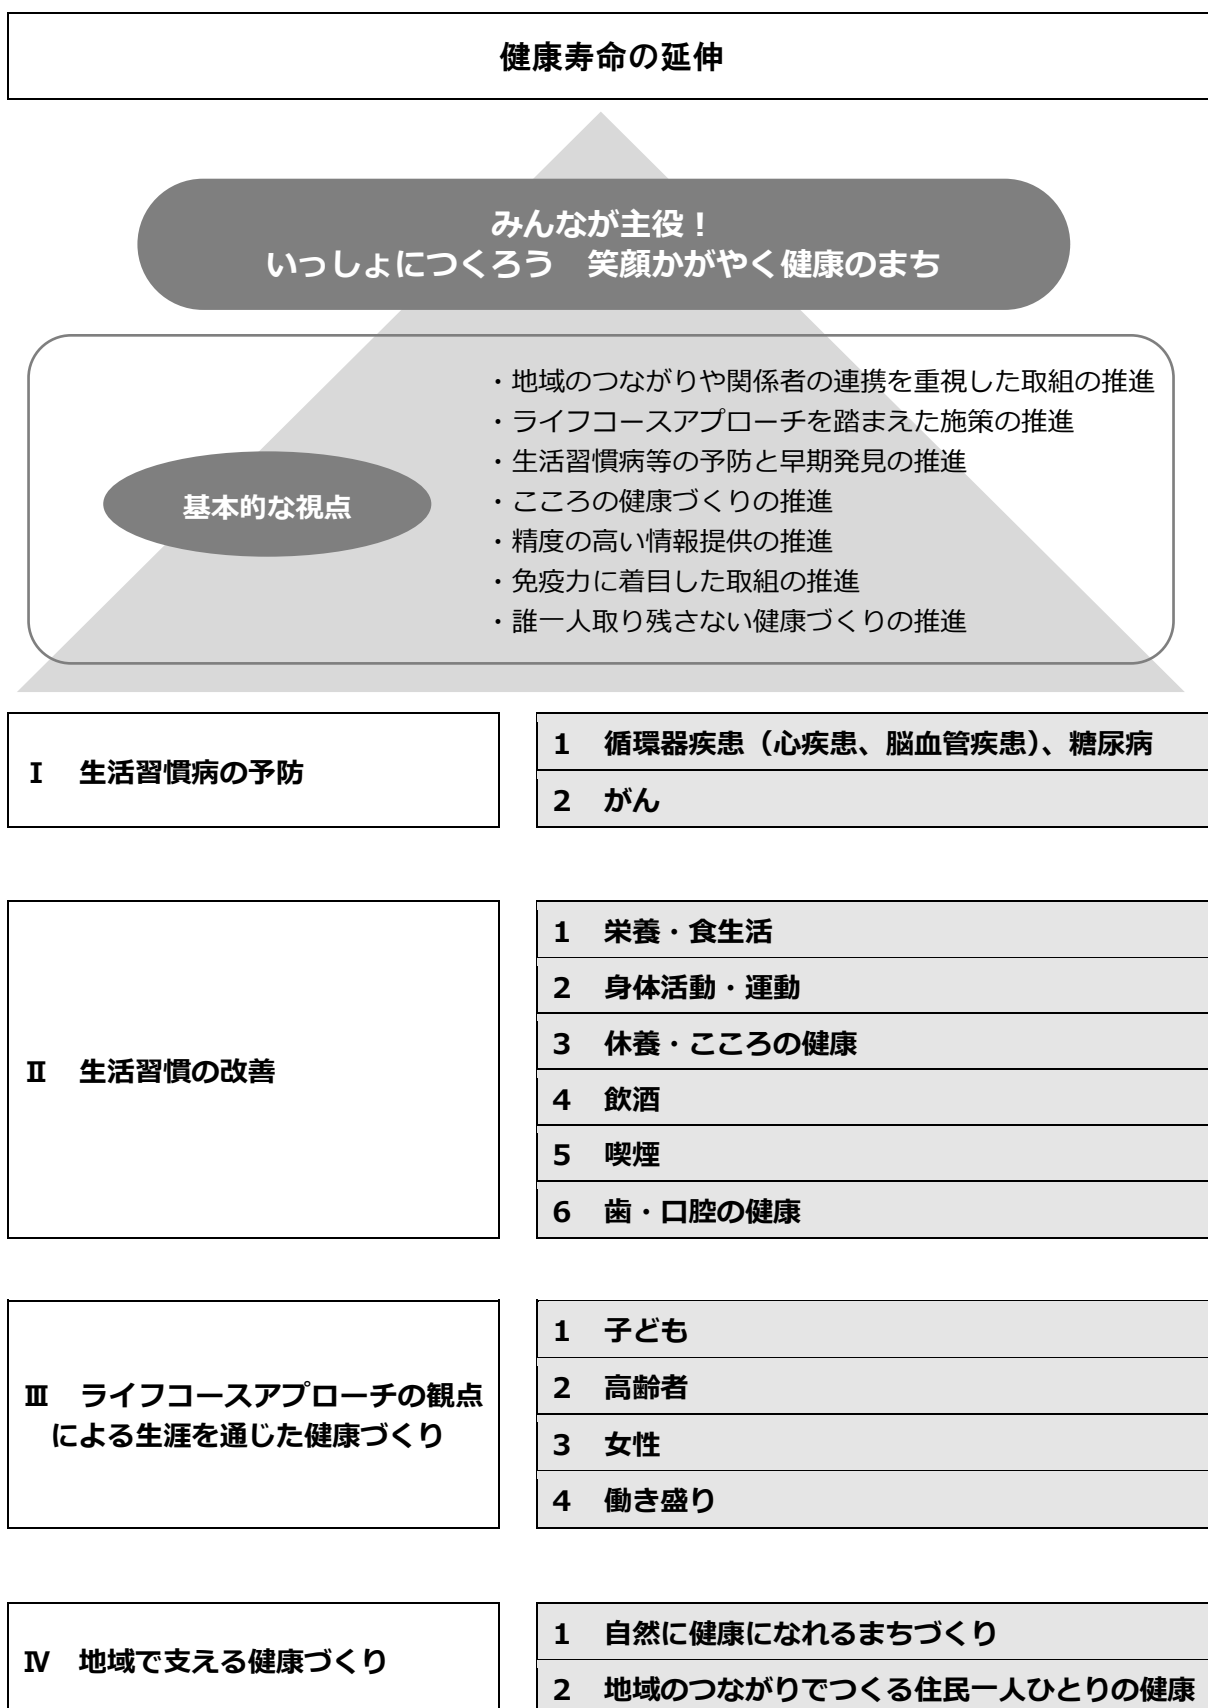 健康寿命の延伸
みんなが主役！
いっしょにつくろう　笑顔かがやく健康のまち
基本的な視点
・地域のつながりや関係者の連携を重視した取組の推進
・ライフコースアプローチを踏まえた施策の推進
・生活習慣病等の予防と早期発見の推進
・こころの健康づくりの推進
・精度の高い情報提供の推進
・免疫力に着目した取組の推進
・誰一人取り残さない健康づくりの推進
Ⅰ　生活習慣病の予防
1　循環器疾患（心疾患、脳血管疾患）、糖尿病
2　がん
Ⅱ　生活習慣の改善
1　栄養・食生活
2　身体活動・運動
3　休養・こころの健康
4　飲酒
5　喫煙
6　歯・口腔の健康
Ⅲ　ライフコースアプローチの観点
による生涯を通じた健康づくり
1　子ども
2　高齢者
3　女性
4　働き盛り
Ⅳ　地域で支える健康づくり
1　自然に健康になれるまちづくり
2　地域のつながりでつくる住民一人ひとりの健康